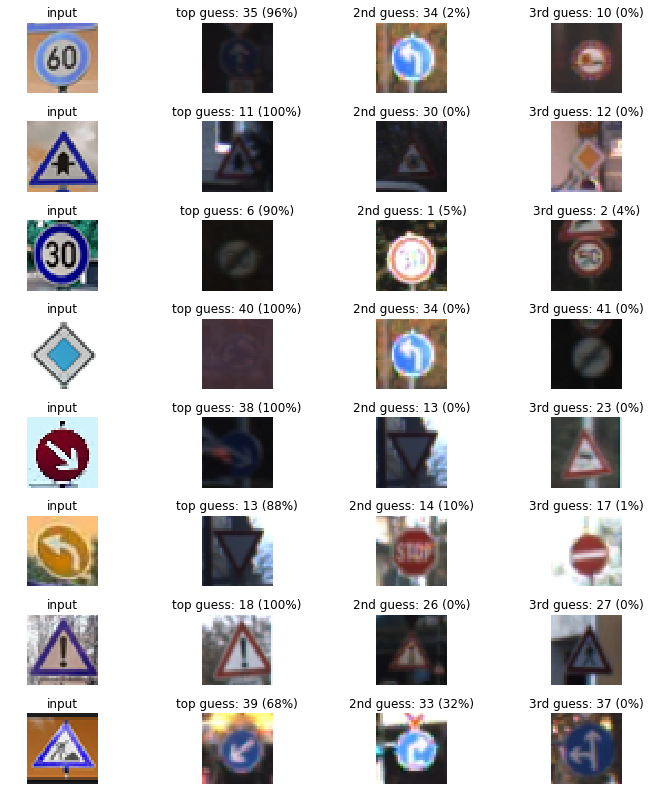 input top guess: 35 (96%) 2nd guess: 34 (2%) 3rd guess: 10 (0%)
60
input top guess: 11 (100%) 2nd guess: 30 (0%) 3rd guess: 12 (0%)
input top guess: 6 (90%) 2nd guess: 1 (5%) 3rd guess: 2 (4%)
30 50
input top guess: 40 (100%) 2nd guess: 34 (0%) 3rd guess: 41 (0%)
input top guess: 38 (100%) 2nd guess: 13 (0%) 3rd guess: 23 (0%)
input top guess: 13 (88%) 2nd guess: 14 (10%) 3rd guess: 17 (1%)
STOP
input top guess: 18 (100%) 2nd guess: 26 (0%) 3rd guess: 27 (0%)
input top guess: 39 (68%) 2nd guess: 33 (32%) 3rd guess: 37 (0%)